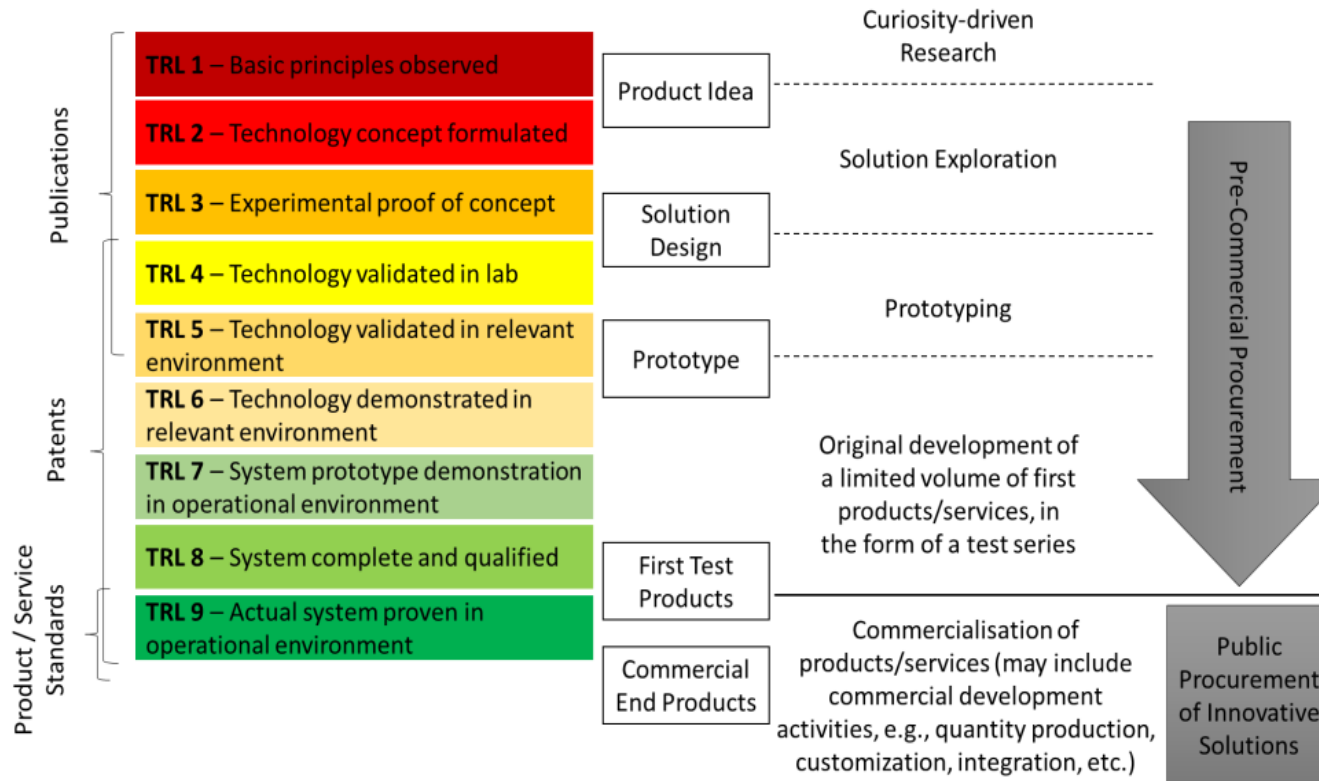 Publications
Patents
Product / Service
Standards
TRL 1 – Basic principles observed
TRL 2 – Technology concept formulated
TRL 3 – Experimental proof of concept
TRL 4 – Technology validated in lab
TRL 5 – Technology validated in relevant
environment
TRL 6 – Technology demonstrated in
relevant environment
TRL 7 – System prototype demonstration
in operational environment
TRL 8 – System complete and qualified
TRL 9 – Actual system proven in
operational environment
Product Idea
Solution
Design
Prototype
First Test
Products
Commercial
End Products
Curiosity-driven
Research
Solution Exploration
Prototyping
Original development of
a limited volume of first
products/services, in
the form of a test series
Commercialisation of
products/services (may include
commercial development
activities, e.g., quantity production,
customization, integration, etc.)
Pre-Commercial Procurement
Public
Procurement
of Innovative
Solutions